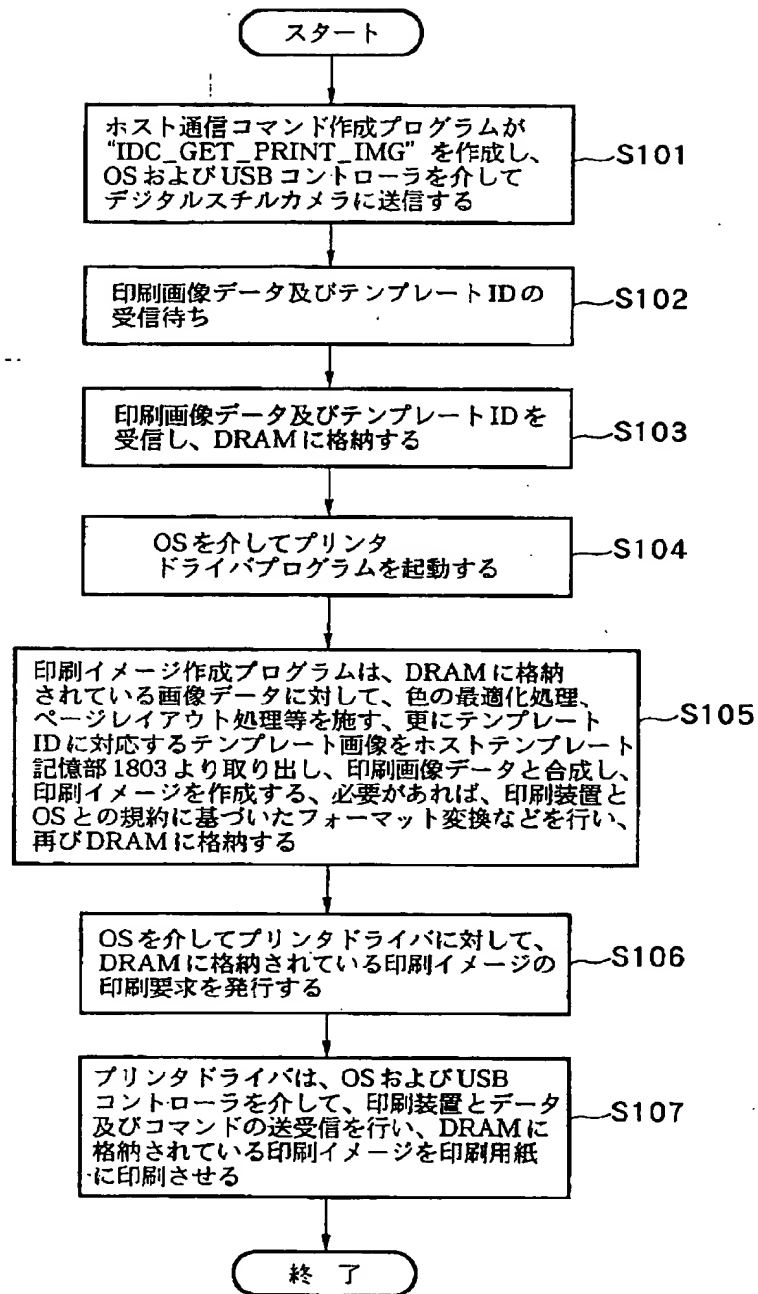 スタート
ホスト通信コマンド作成プログラムが
"IDC_GET_PRINT_IMG" を作成し、
OSおよびUSBコントローラを介して
デジタルスチルカメラに送信する
S101
印刷画像データ及びテンプレートIDの
受信待ち
S102
印刷画像データ及びテンプレートIDを
受信し、DRAMに格納する
S103
OSを介してプリンタ
ドライバプログラムを起動する
S104
印刷イメージ作成プログラムは、DRAMに格納
されている画像データに対して、色の最適化処理、
ページレイアウト処理等を施す、更にテンプレート
IDに対応するテンプレート画像をホストテンプレート
記憶部1803より取り出し、印刷画像データと合成し、
印刷イメージを作成する、必要があれば、印刷装置と
OSとの規約に基づいたフォーマット変換などを行い、
再びDRAMに格納する
S105
OSを介してプリンタドライバに対して、
DRAMに格納されている印刷イメージの
印刷要求を発行する
S106
プリンタドライバは、OSおよびUSB
コントローラを介して、印刷装置とデータ
及びコマンドの送受信を行い、DRAMに
格納されている印刷イメージを印刷用紙
に印刷させる
S107
終 了